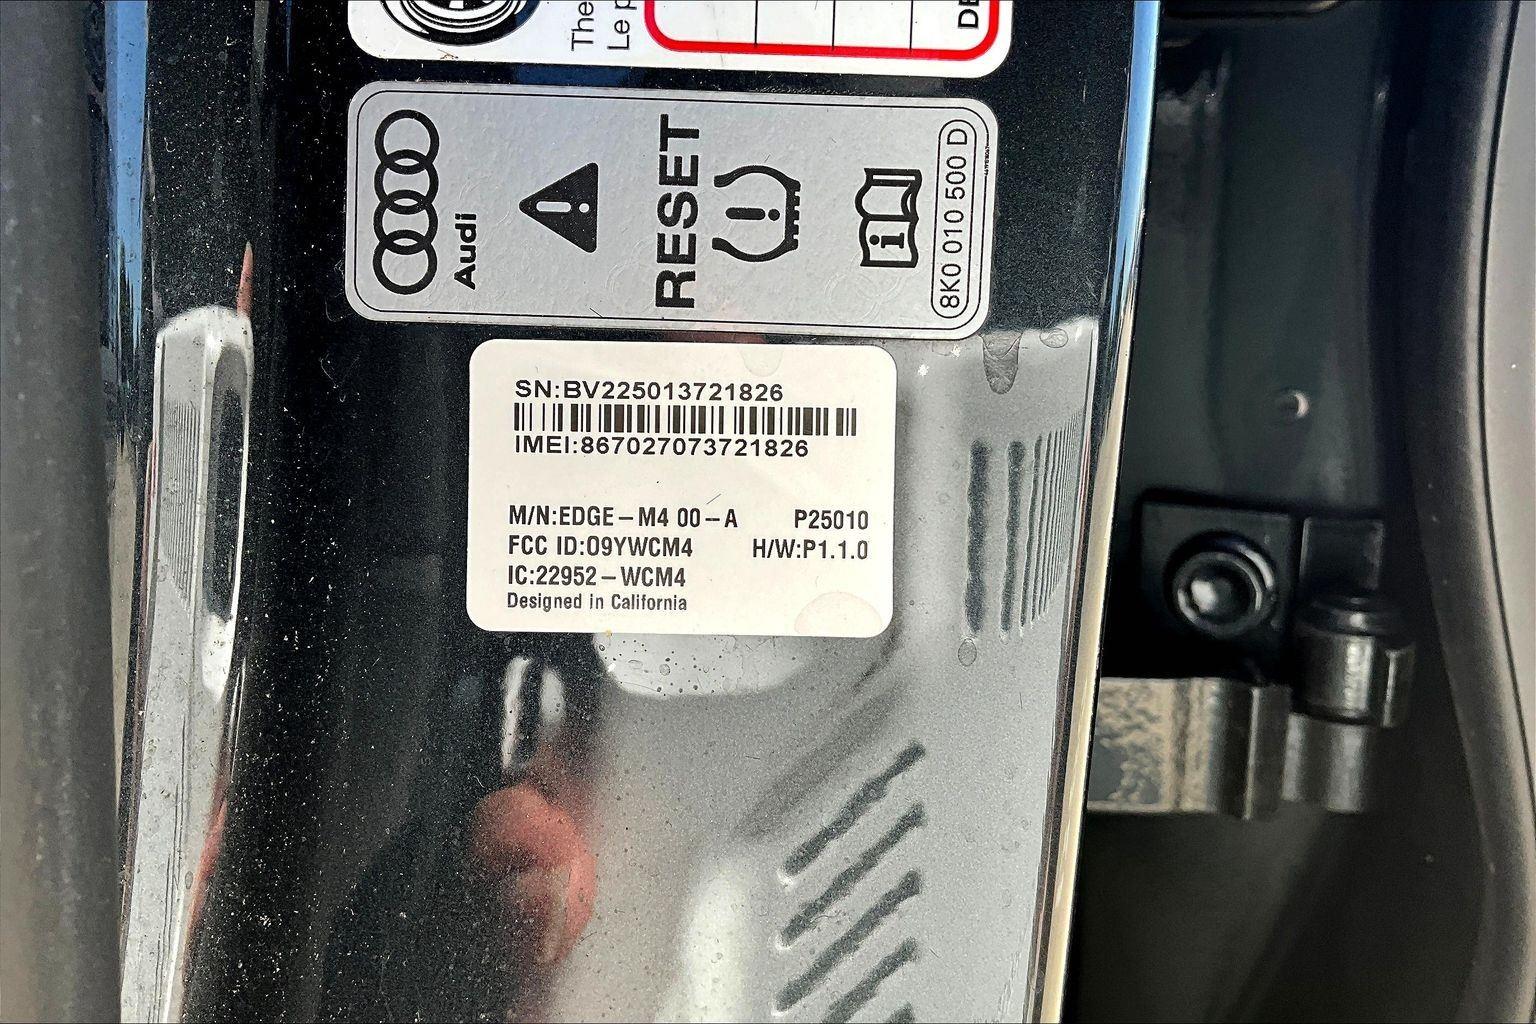 The
Le p
DE
Audi
RESET
8K0 010 500 D
SN:BV225013721826
IMEI:867027073721826
M/N:EDGE-M4 00-A P25010
FCC ID:O9YWCM4 H/W:P1.1.0
IC:22952-WCM4
Designed in California